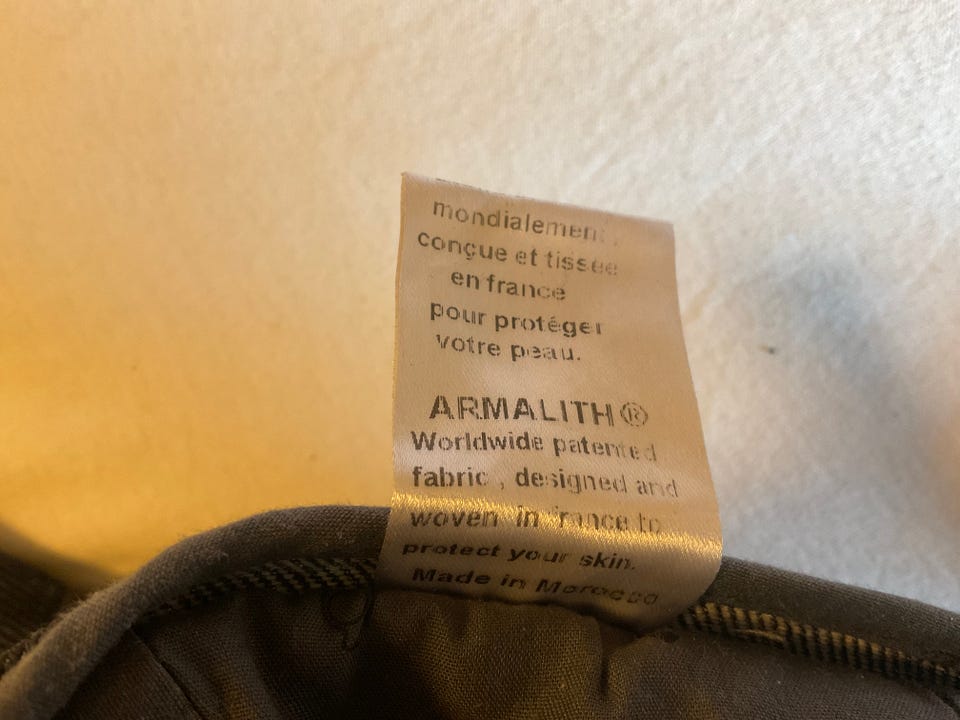 mondialement,
conçue et tissée
en france
pour protéger
votre peau.
ARMALITH®
Worldwide patented
fabric , designed and
woven in france to
protect your skin.
Made in Morocco